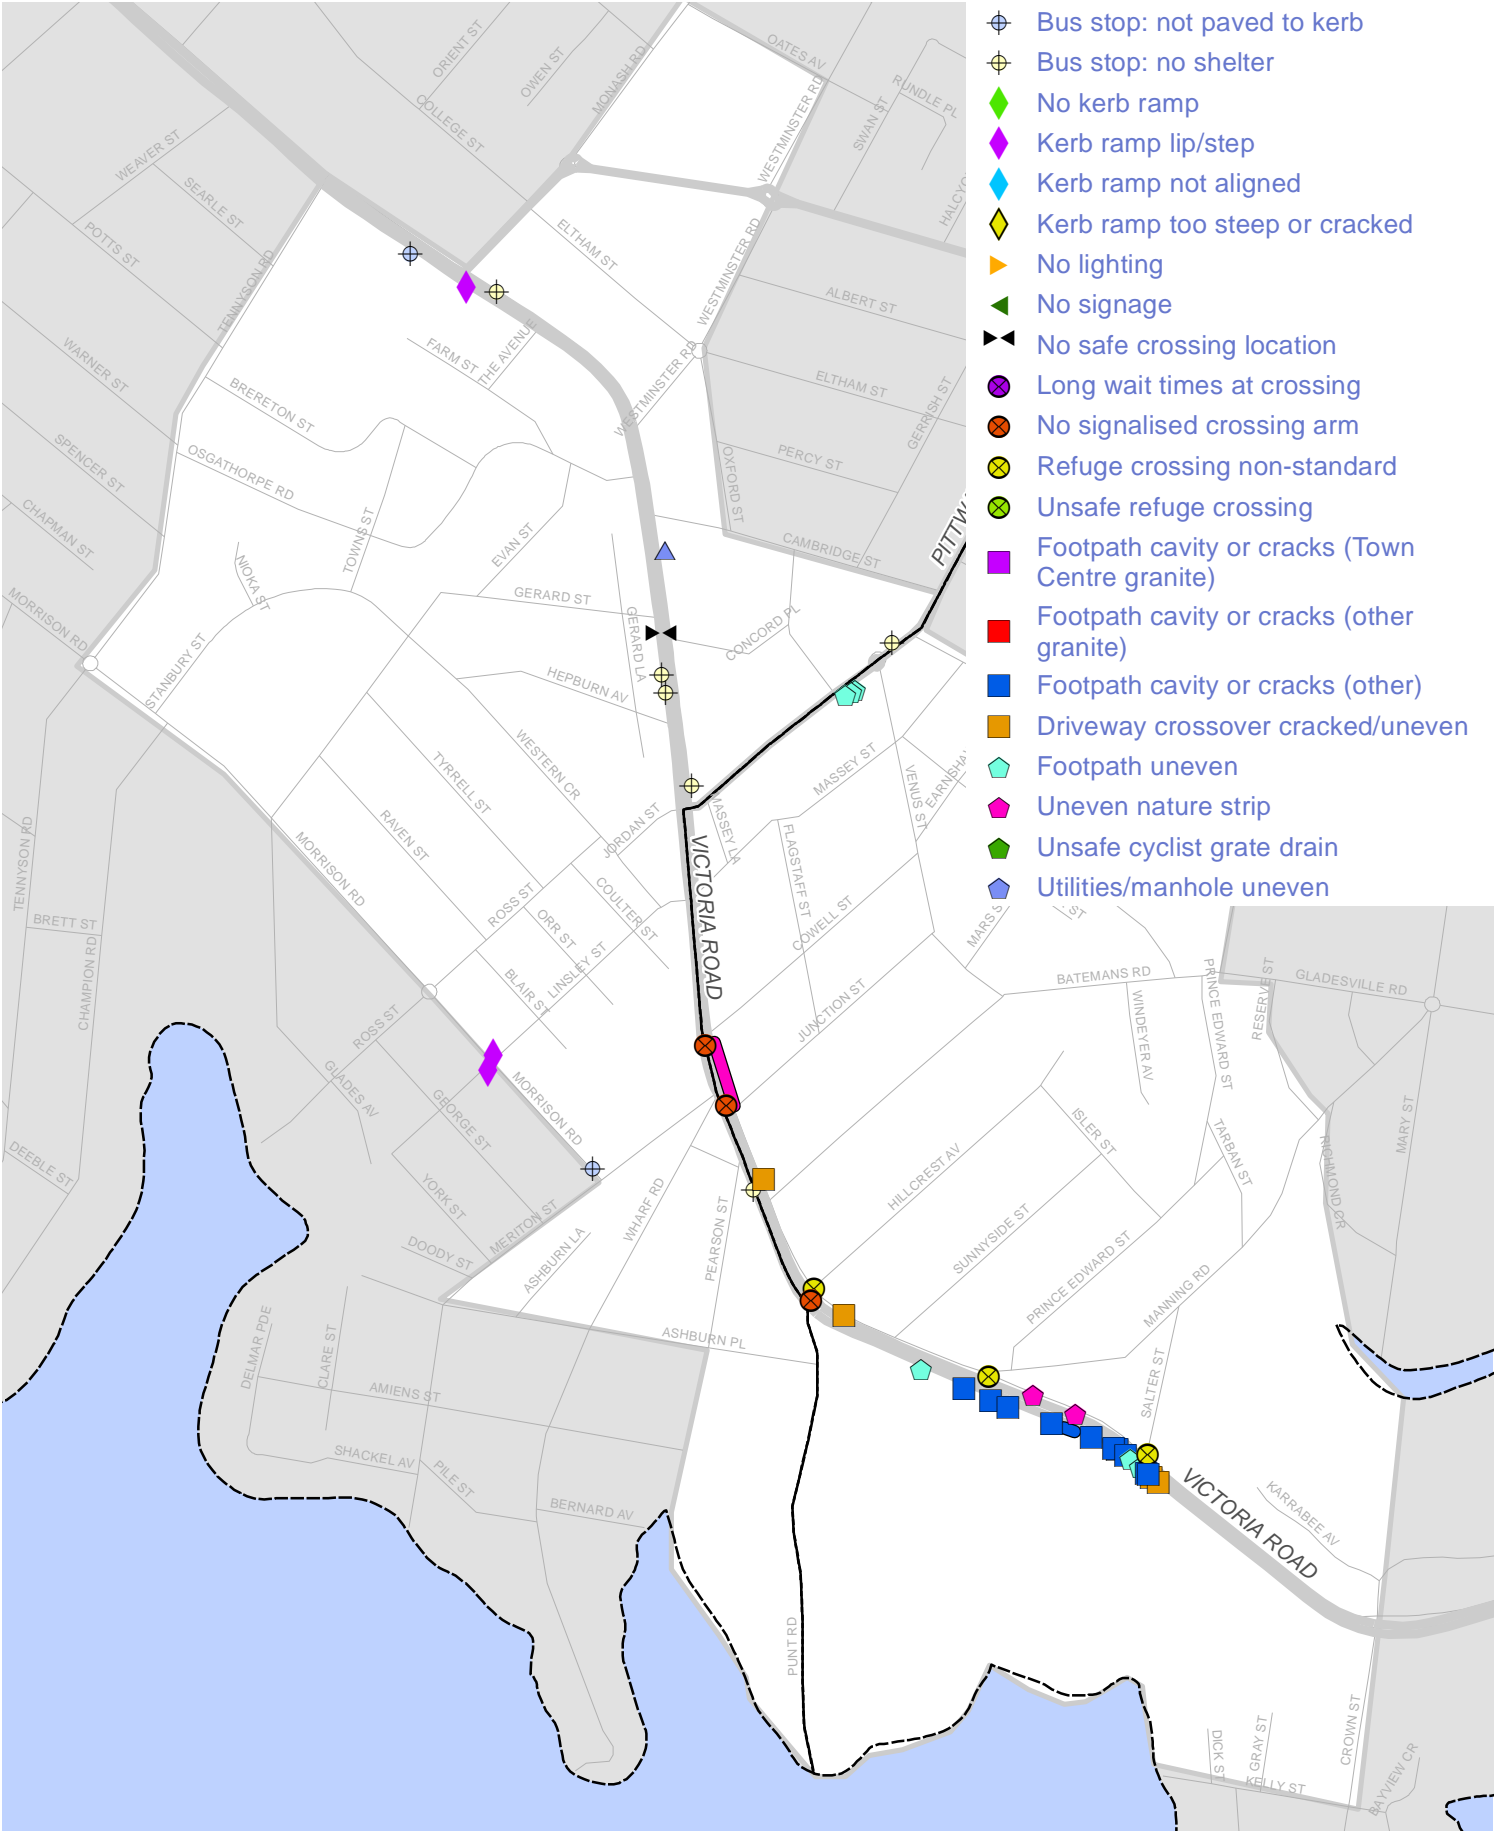 Bus stop: not paved to kerb
Bus stop: no shelter
No kerb ramp
Kerb ramp lip/step
Kerb ramp not aligned
Kerb ramp too steep or cracked
No lighting
No signage
No safe crossing location
Long wait times at crossing
No signalised crossing arm
Refuge crossing non-standard
Unsafe refuge crossing
Footpath cavity or cracks (Town
Centre granite)
Footpath cavity or cracks (other
granite)
Footpath cavity or cracks (other)
Driveway crossover cracked/uneven
Footpath uneven
Uneven nature strip
Unsafe cyclist grate drain
Utilities/manhole uneven
ORIENT ST
OWEN ST
MONASH RD
OATES AV
RUNDLE PL
SWAN ST
WESTMINSTER RD
COLLEGE ST
WEAVER ST
SEARLE ST
POTTS ST
TENNYSON RD
ELTHAM ST
WESTMINSTER RD
HALCYO
ALBERT ST
WARNER ST
FARM ST
THE AVENUE
WESTMINSTER RD
ELTHAM ST
GERRISH ST
BRERETON ST
SPENCER ST
OSGATHORPE RD
PERCY ST
OXFORD ST
CHAPMAN ST
TOWNS ST
EVAN ST
CAMBRIDGE ST
PITTW
NIOKA ST
GERARD ST
GERARD LA
CONCORD PL
MORRISON RD
STANBURY ST
HEPBURN AV
WESTERN CR
TYRRELL ST
MASSEY ST
VENUS ST
EARNSHA
RAVEN ST
JORDAN ST
MASSEY LA
FLAGSTAFF ST
TENNYSON RD
MORRISON RD
VICTORIA ROAD
ROSS ST
COULTER ST
ORR ST
COWELL ST
MARS S
ST
BRETT ST
CHAMPION RD
LINSLEY ST
BLAIR ST
JUNCTION ST
BATEMANS RD
WINDEYER AV
PRINCE EDWARD ST
RESERVE ST
GLADESVILLE RD
ROSS ST
GLADES AV
GEORGE ST
MORRISON RD
ISLER ST
TARBAN ST
MARY ST
RICHMOND CR
DEEBLE ST
YORK ST
MERITON ST
DOODY ST
ASHBURN LA
WHARF RD
PEARSON ST
HILLCREST AV
SUNNYSIDE ST
PRINCE EDWARD ST
MANNING RD
DELMAR PDE
CLARE ST
ASHBURN PL
SALTER ST
AMIENS ST
SHACKEL AV
PILE ST
BERNARD AV
VICTORIA ROAD
KARRABEE AV
PUNT RD
DICK ST
GRAY ST
KELLY ST
CROWN ST
BAYVIEW CR